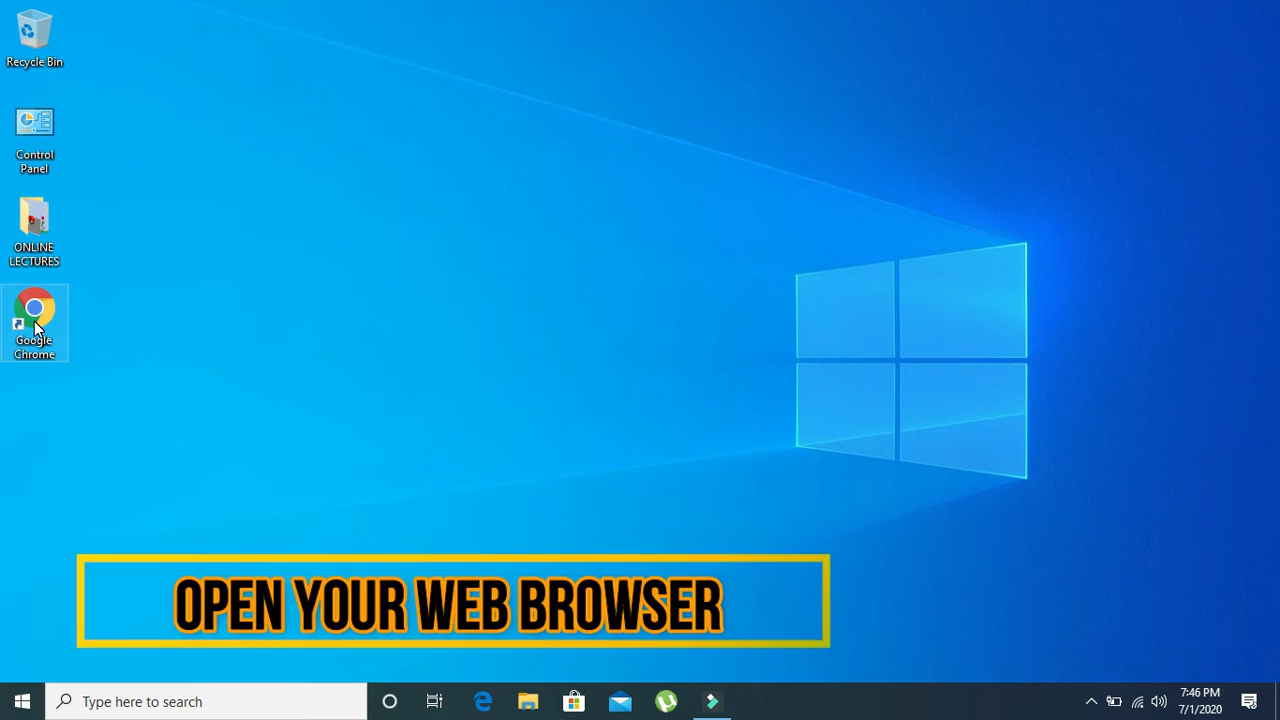 Recycle Bin
Control
Panel
ONLINE
LECTURES
Google
Chrome
OPEN YOUR WEB BROWSER
Type here to search
7:46 PM
7/1/2020